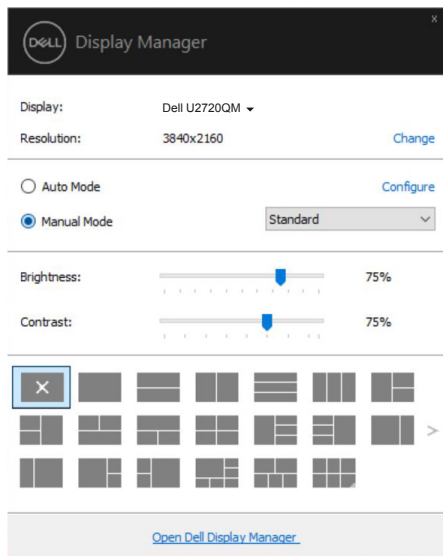 DELL Display Manager
x
Display: Dell U2720QM
Resolution: 3840x2160 Change
Auto Mode Configure
Manual Mode Standard
Brightness: 75%
Contrast: 75%
Open Dell Display Manager